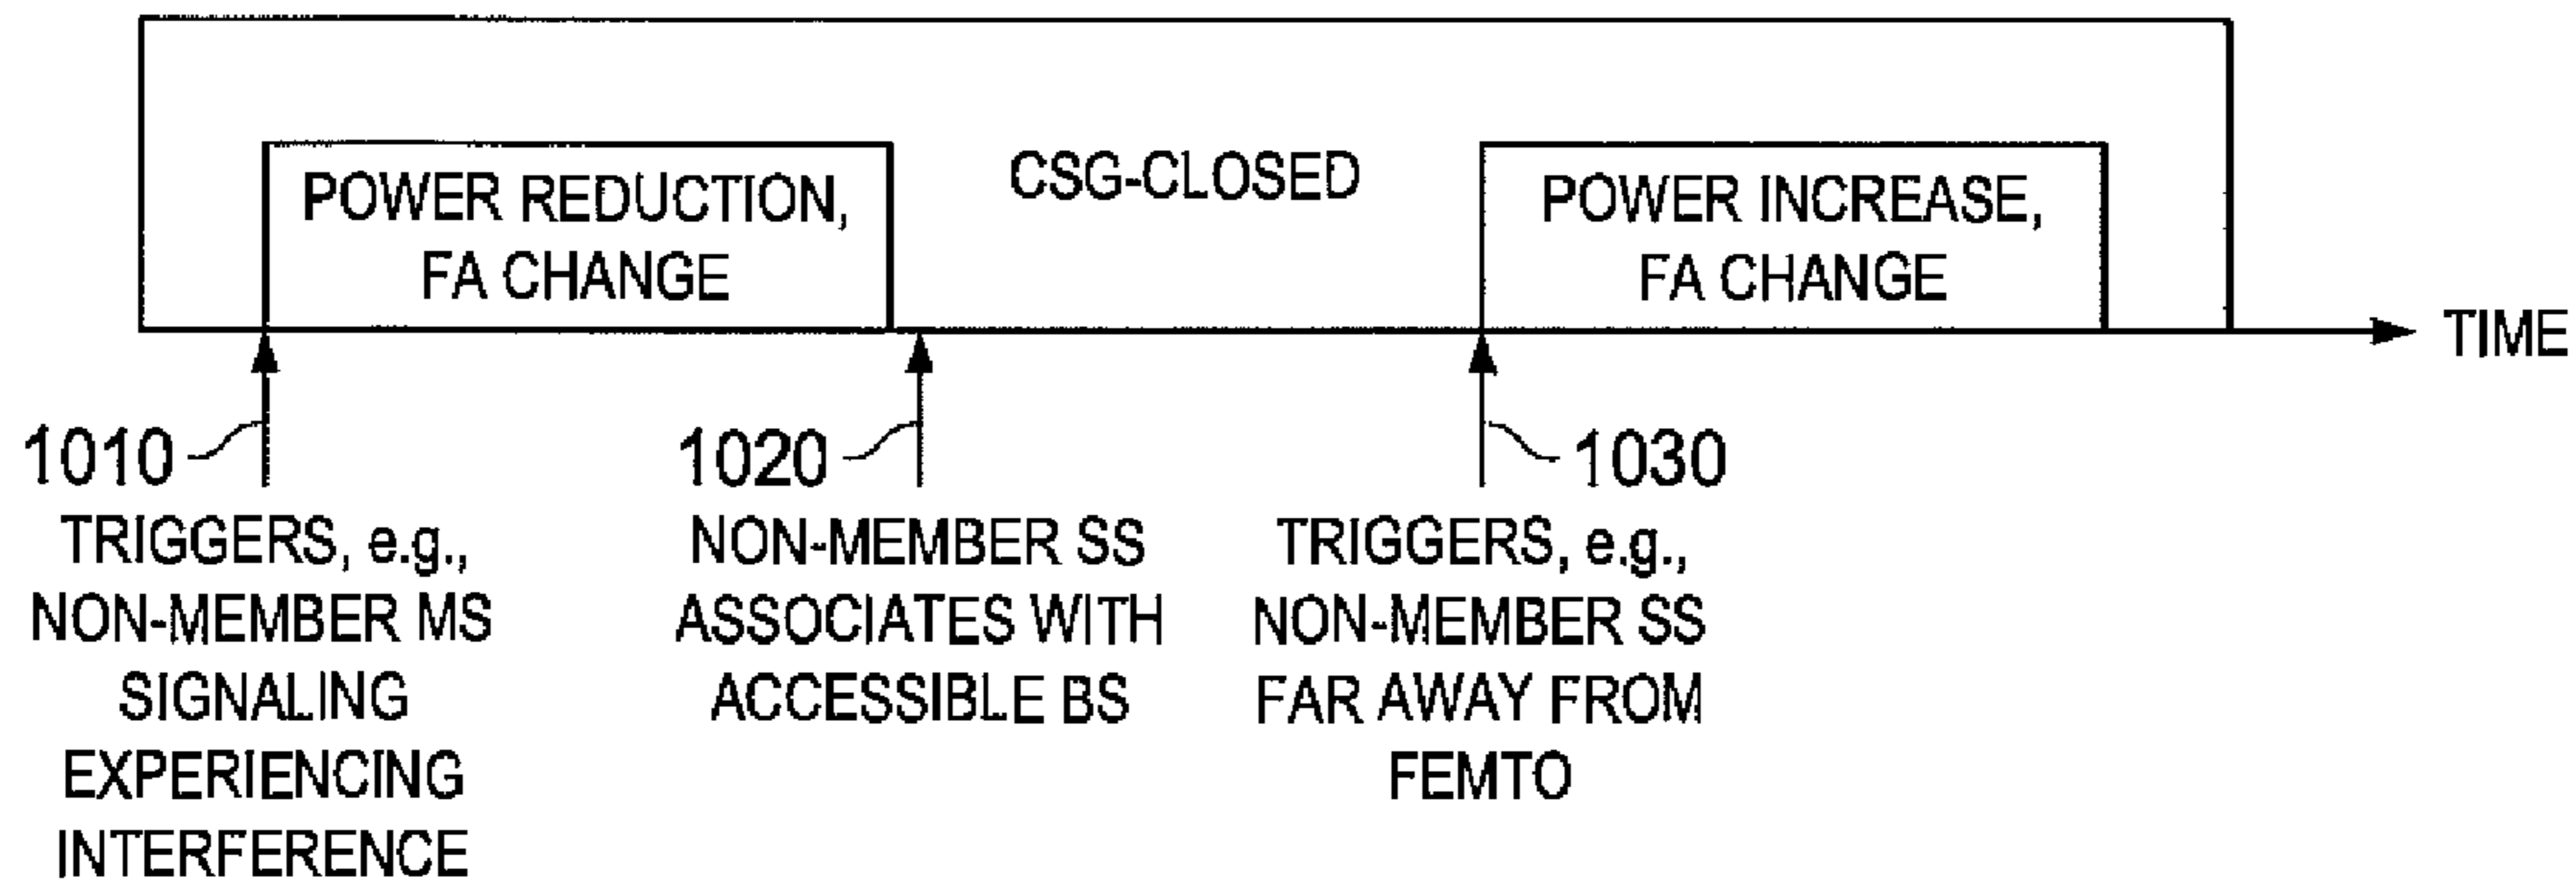 CSG-CLOSED
POWER REDUCTION,
FA CHANGE
POWER INCREASE,
FA CHANGE
TIME
1010
TRIGGERS, e.g.,
NON-MEMBER MS
SIGNALING
EXPERIENCING
INTERFERENCE
1020
NON-MEMBER SS
ASSOCIATES WITH
ACCESSIBLE BS
1030
TRIGGERS, e.g.,
NON-MEMBER SS
FAR AWAY FROM
FEMTO